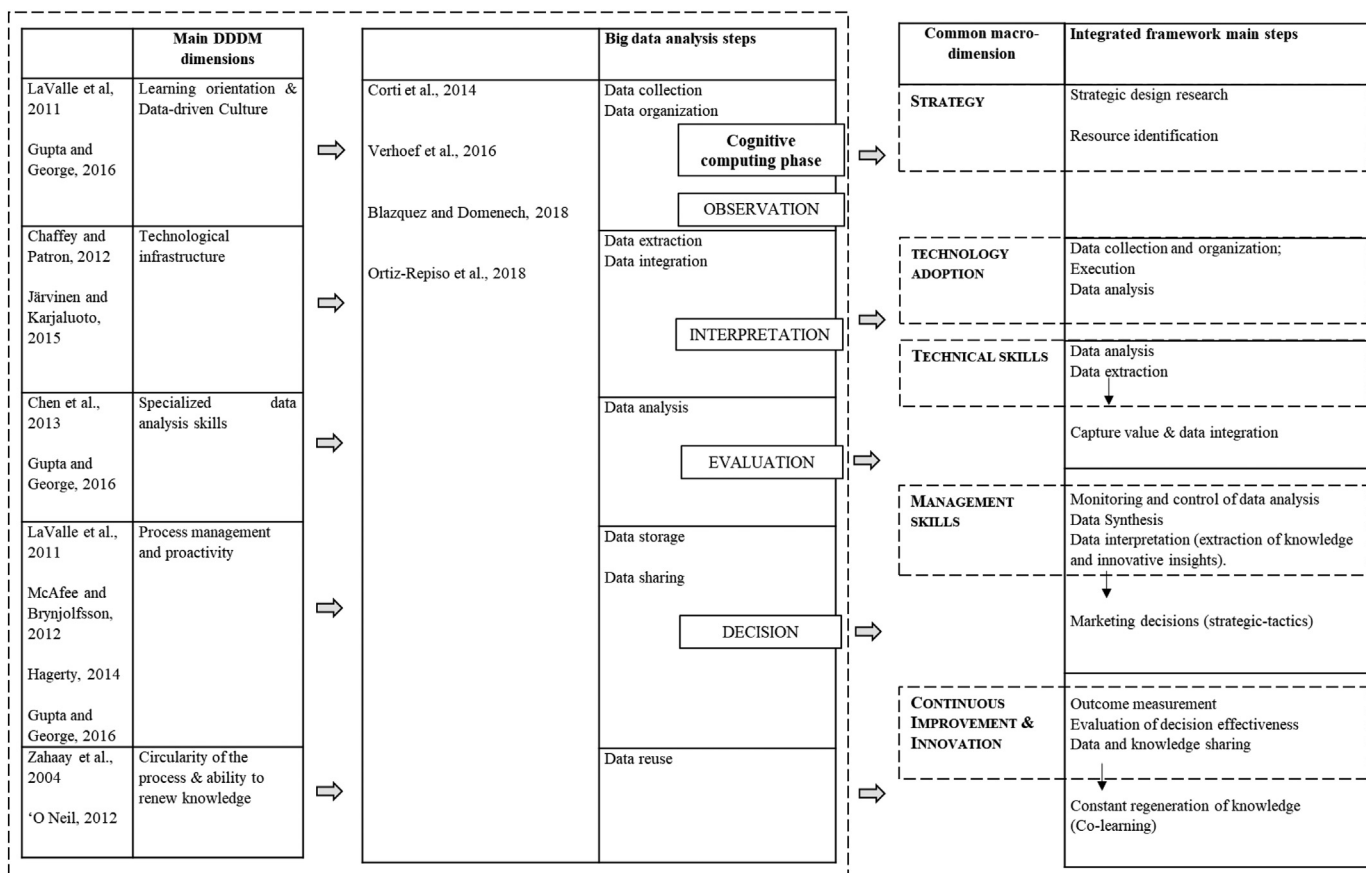 Main DDDM
dimensions
LaValle et al,
2011
Gupta and
George, 2016
Learning orientation &
Data-driven Culture
Chaffey and
Patron, 2012
Järvinen and
Karjaluoto,
2015
Technological
infrastructure
Chen et al.,
2013
Gupta and
George, 2016
Specialized data
analysis skills
LaValle et al.,
2011
McAfee and
Brynjolfsson,
2012
Hagerty, 2014
Gupta and
George, 2016
Process management
and proactivity
Zahaay et al.,
2004
‘O Neil, 2012
Circularity of the
process & ability to
renew knowledge
Big data analysis steps
Corti et al., 2014
Verhoef et al., 2016
Blazquez and Domenech, 2018
Ortiz-Repiso et al., 2018
Data collection
Data organization
Cognitive
computing phase
OBSERVATION
Data extraction
Data integration
INTERPRETATION
Data analysis
EVALUATION
Data storage
Data sharing
DECISION
Data reuse
Common macro-
dimension
Integrated framework main steps
STRATEGY
Strategic design research
Resource identification
TECHNOLOGY
ADOPTION
Data collection and organization;
Execution
Data analysis
TECHNICAL SKILLS
Data analysis
Data extraction
Capture value & data integration
MANAGEMENT
SKILLS
Monitoring and control of data analysis
Data Synthesis
Data interpretation (extraction of knowledge
and innovative insights).
Marketing decisions (strategic-tactics)
CONTINUOUS
IMPROVEMENT &
INNOVATION
Outcome measurement
Evaluation of decision effectiveness
Data and knowledge sharing
Constant regeneration of knowledge
(Co-learning)